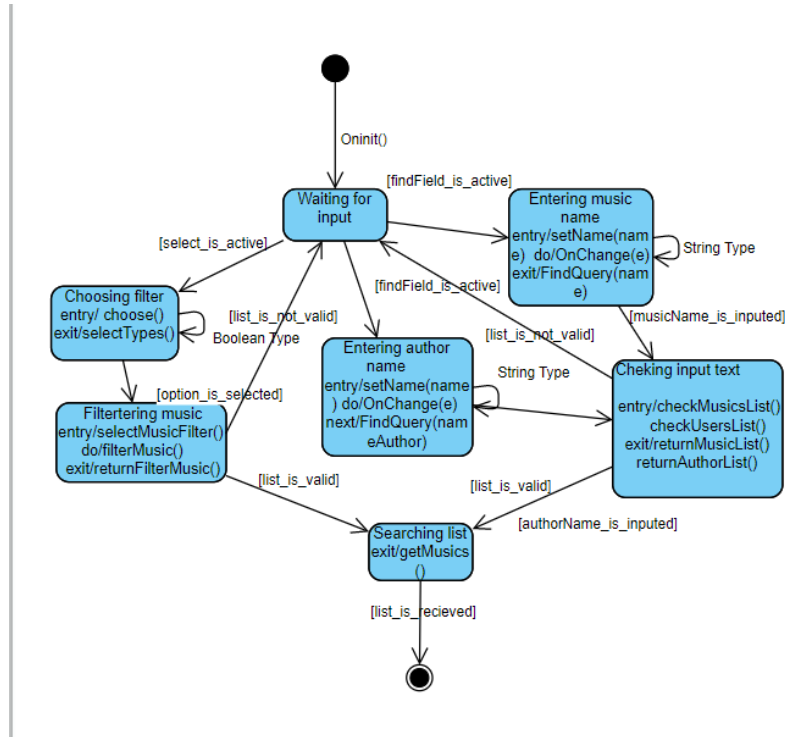 Oninit()
[findField_is_active]
Waiting for
input
Entering music
name
entry/setName(nam
e) do/OnChange(e)
exit/FindQuery(nam
e)
String Type
[select_is_active]
[findField_is_active]
Choosing filter
entry/ choose()
exit/selectTypes()
[list_is_not_valid]
Boolean Type
[list_is_not_valid]
[musicName_is_inputed]
Entering author
name
entry/setName(name
) do/OnChange(e)
next/FindQuery(na
meAuthor)
String Type
Cheking input text
entry/checkMusicsList()
checkUsersList()
exit/returnMusicList()
returnAuthorList()
[option_is_selected]
Filtertering music
entry/selectMusicFilter()
do/filterMusic()
exit/returnFilterMusic()
[list_is_valid]
[list_is_valid]
[authorName_is_inputed]
Searching list
exit/getMusics
()
[list_is_recieved]